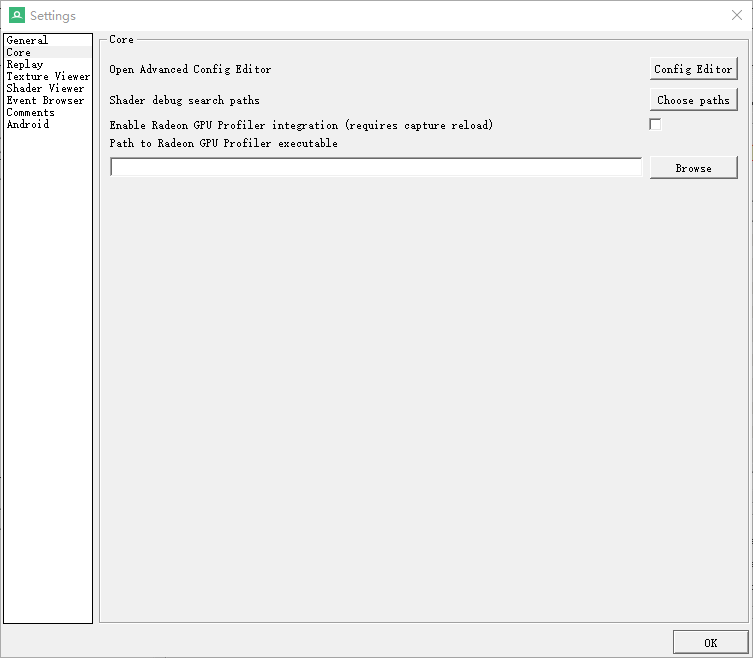 Settings
General
Core
Replay
Texture Viewer
Shader Viewer
Event Browser
Comments
Android
Core
Open Advanced Config Editor
Config Editor
Shader debug search paths
Choose paths
Enable Radeon GPU Profiler integration (requires capture reload)
Path to Radeon GPU Profiler executable
Browse
OK